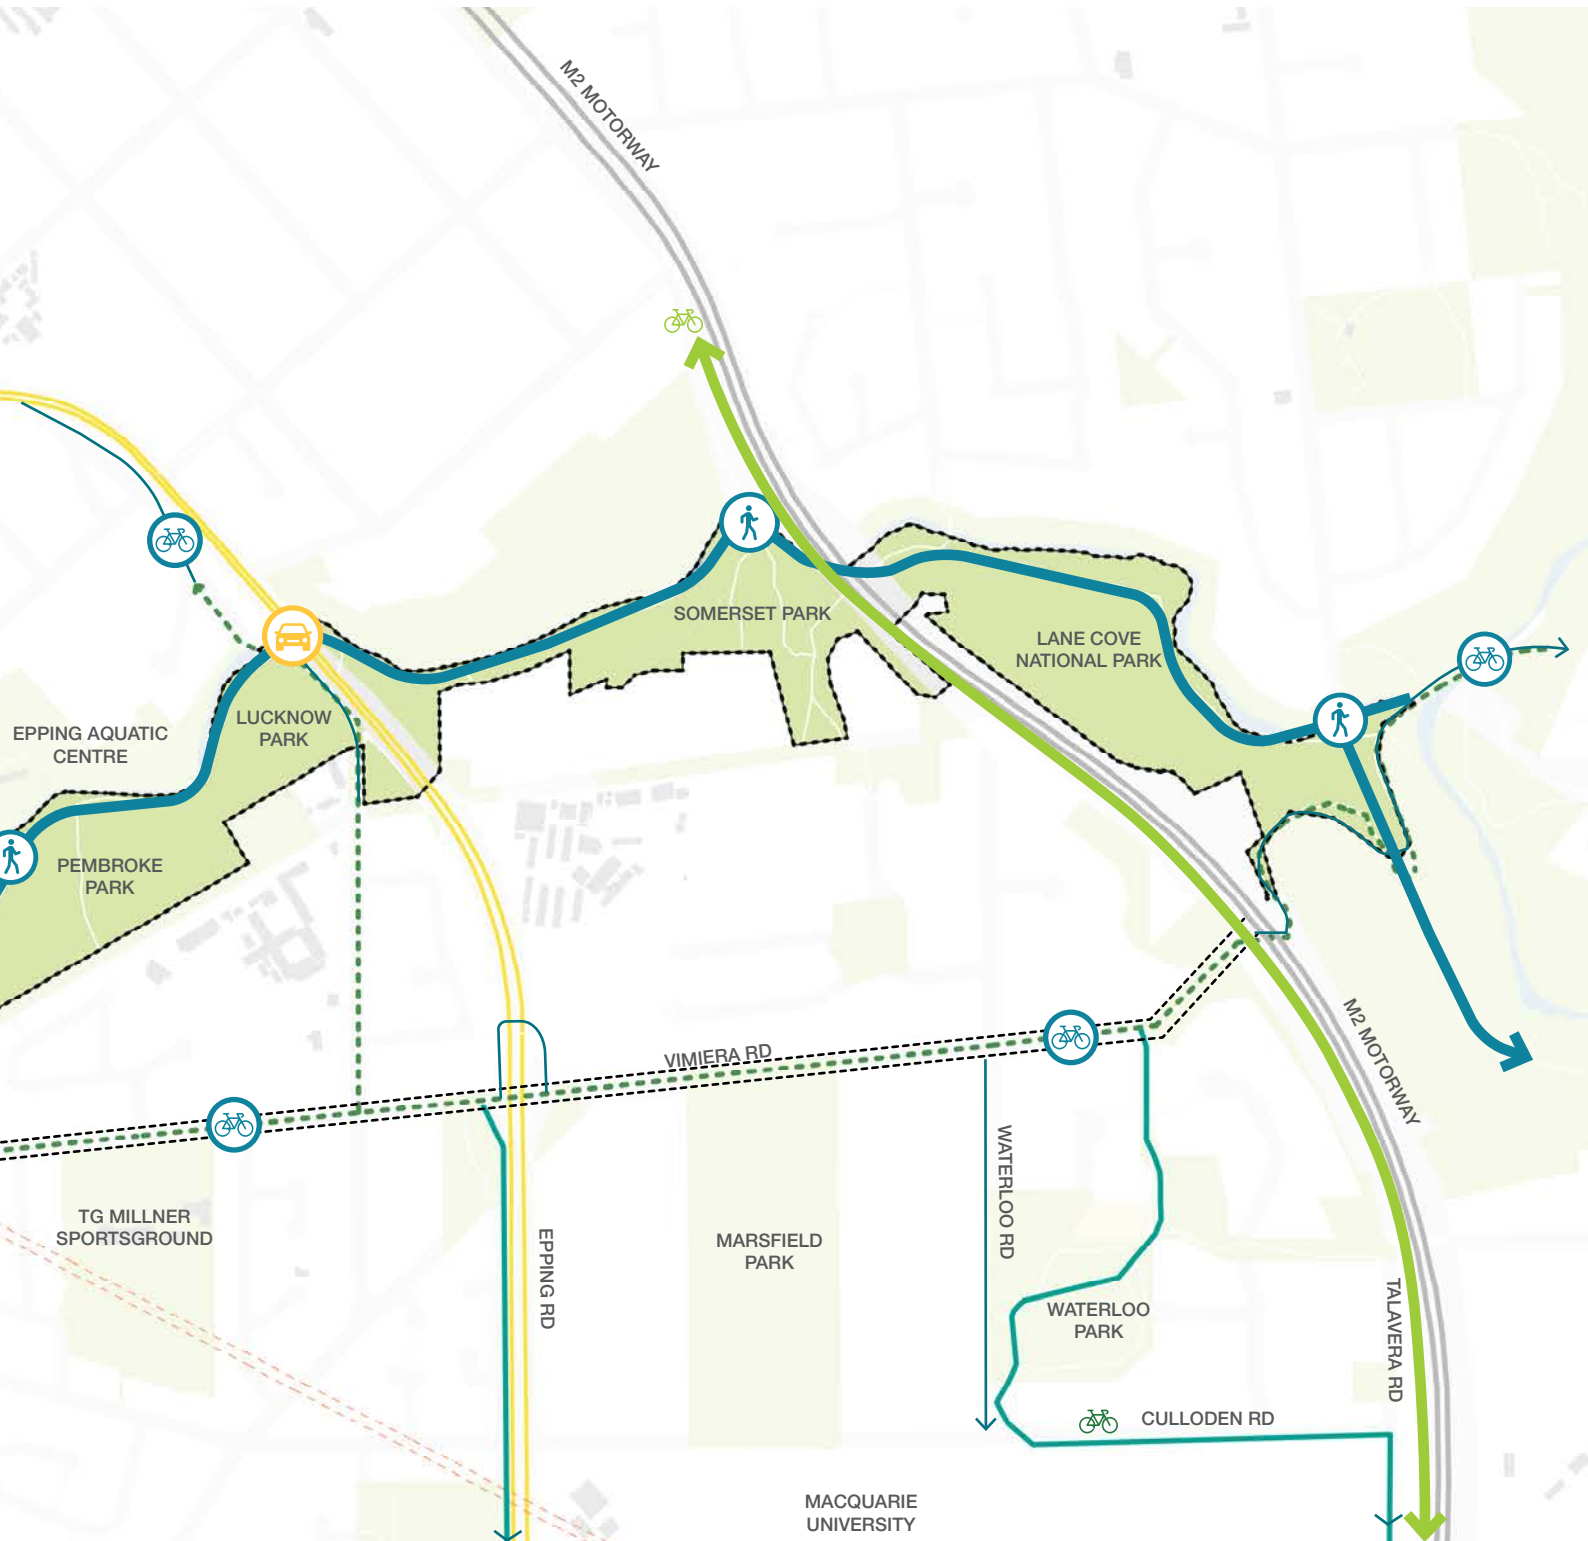 M2 MOTORWAY
SOMERSET PARK
LANE COVE
NATIONAL PARK
LUCKNOW
PARK
EPPING AQUATIC
CENTRE
PEMBROKE
PARK
M2 MOTORWAY
VIMIERA RD
WATERLOO RD
TG MILLNER
SPORTSGROUND
EPPING RD
MARSFIELD
PARK
WATERLOO
PARK
TALAVERA RD
CULLODEN RD
MACQUARIE
UNIVERSITY